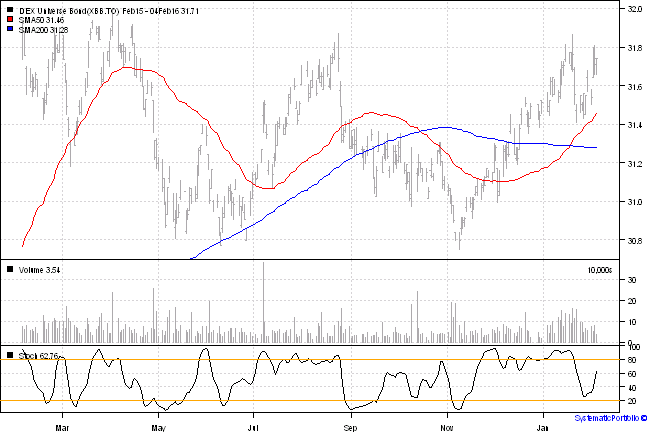 DEX Universe Bond(XBB.TO) Feb15 - 04Feb16 31.71
SMA50 31.46
SMA200 31.28
32.0
31.8
31.6
31.4
31.2
31.0
30.8
Volume 3.54
10,000s
30
20
10
0
Stoch 62.76
100
80
60
40
20
Mar May Jul Sep Nov Jan
SystematicPortfolio ©